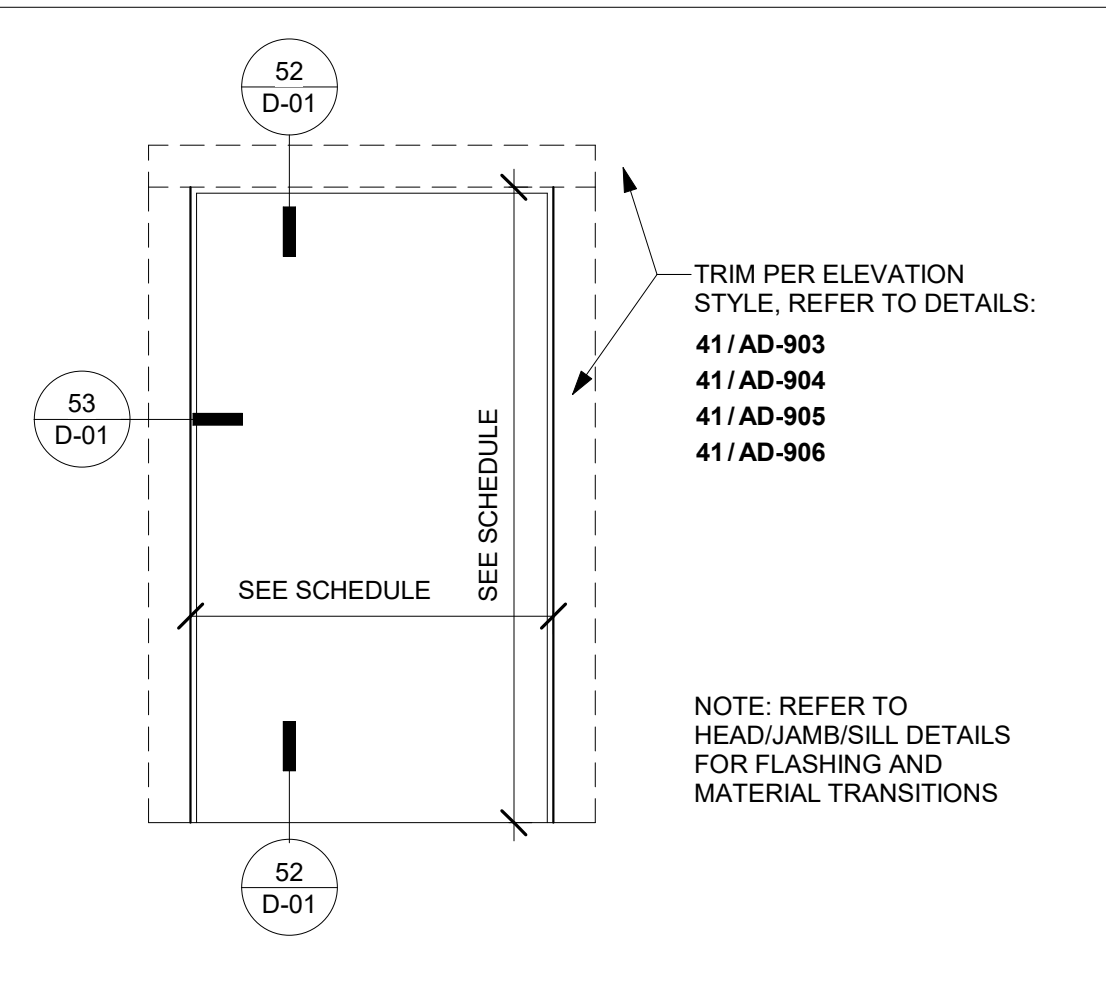 52
D-01
TRIM PER ELEVATION
STYLE, REFER TO DETAILS:
41/AD-903
41/AD-904
41/AD-905
41/AD-906
53
D-01
SEE SCHEDULE
SEE SCHEDULE
NOTE: REFER TO
HEAD/JAMB/SILL DETAILS
FOR FLASHING AND
MATERIAL TRANSITIONS
52
D-01